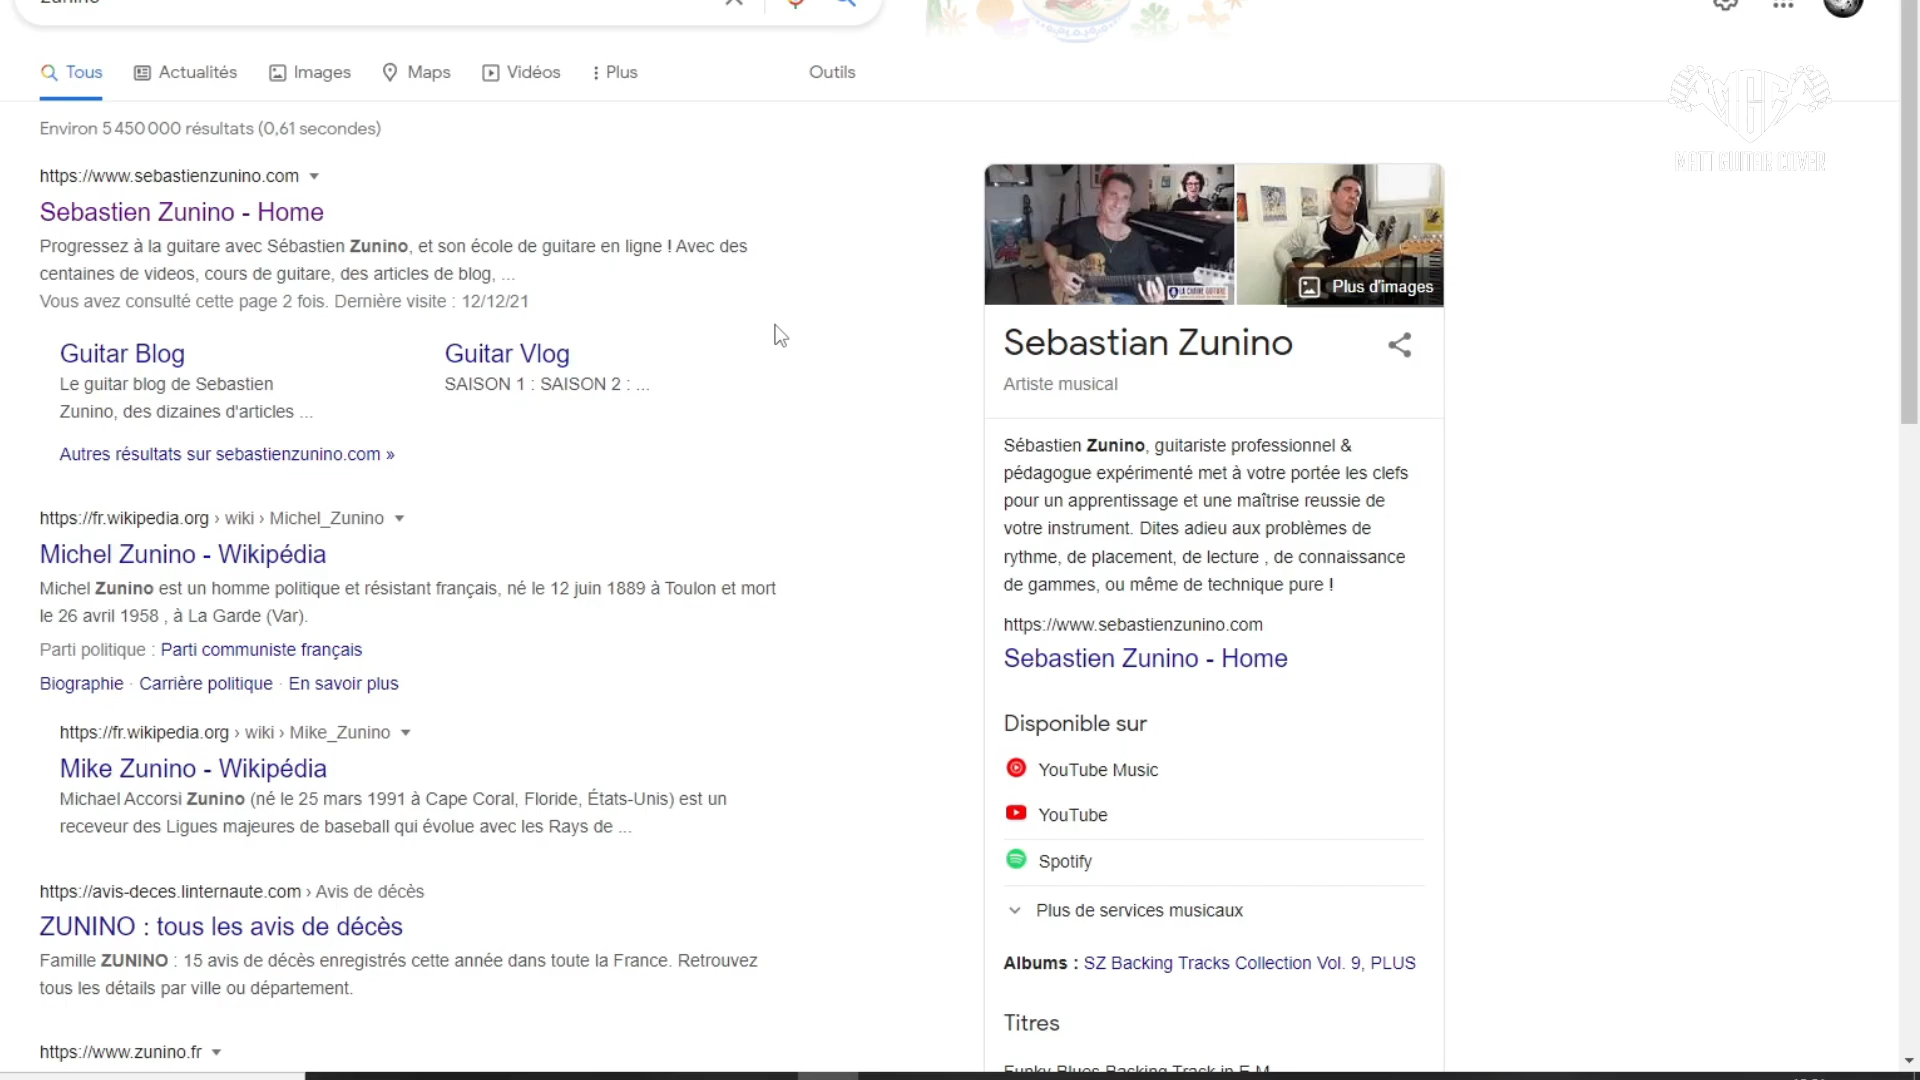 zunino
Tous Actualités Images Maps Vidéos Plus Outils
Environ 5 450 000 résultats (0,61 secondes)
MGC
MATT GUITAR COVER
https://www.sebastienzunino.com
Sebastien Zunino - Home
Progressez à la guitare avec Sébastien Zunino, et son école de guitare en ligne ! Avec des
centaines de videos, cours de guitare, des articles de blog, ...
Vous avez consulté cette page 2 fois. Dernière visite : 12/12/21
Guitar Blog
Le guitar blog de Sebastien
Zunino, des dizaines d'articles ...
Guitar Vlog
SAISON 1 : SAISON 2 : ...
Autres résultats sur sebastienzunino.com »
https://fr.wikipedia.org › wiki › Michel_Zunino
Michel Zunino - Wikipédia
Michel Zunino est un homme politique et résistant français, né le 12 juin 1889 à Toulon et mort
le 26 avril 1958 , à La Garde (Var).
Parti politique : Parti communiste français
Biographie · Carrière politique · En savoir plus
https://fr.wikipedia.org › wiki › Mike_Zunino
Mike Zunino - Wikipédia
Michael Accorsi Zunino (né le 25 mars 1991 à Cape Coral, Floride, États-Unis) est un
receveur des Ligues majeures de baseball qui évolue avec les Rays de ...
https://avis-deces.linternaute.com › Avis de décès
ZUNINO : tous les avis de décès
Famille ZUNINO : 15 avis de décès enregistrés cette année dans toute la France. Retrouvez
tous les détails par ville ou département.
https://www.zunino.fr
LA CHAINE GUITARE
Plus d'images
Sebastian Zunino
Artiste musical
Sébastien Zunino, guitariste professionnel &
pédagogue expérimenté met à votre portée les clefs
pour un apprentissage et une maîtrise reussie de
votre instrument. Dites adieu aux problèmes de
rythme, de placement, de lecture , de connaissance
de gammes, ou même de technique pure !
https://www.sebastienzunino.com
Sebastien Zunino - Home
Disponible sur
YouTube Music
YouTube
Spotify
Plus de services musicaux
Albums : SZ Backing Tracks Collection Vol. 9, PLUS
Titres
Funky Blues Backing Track in E M